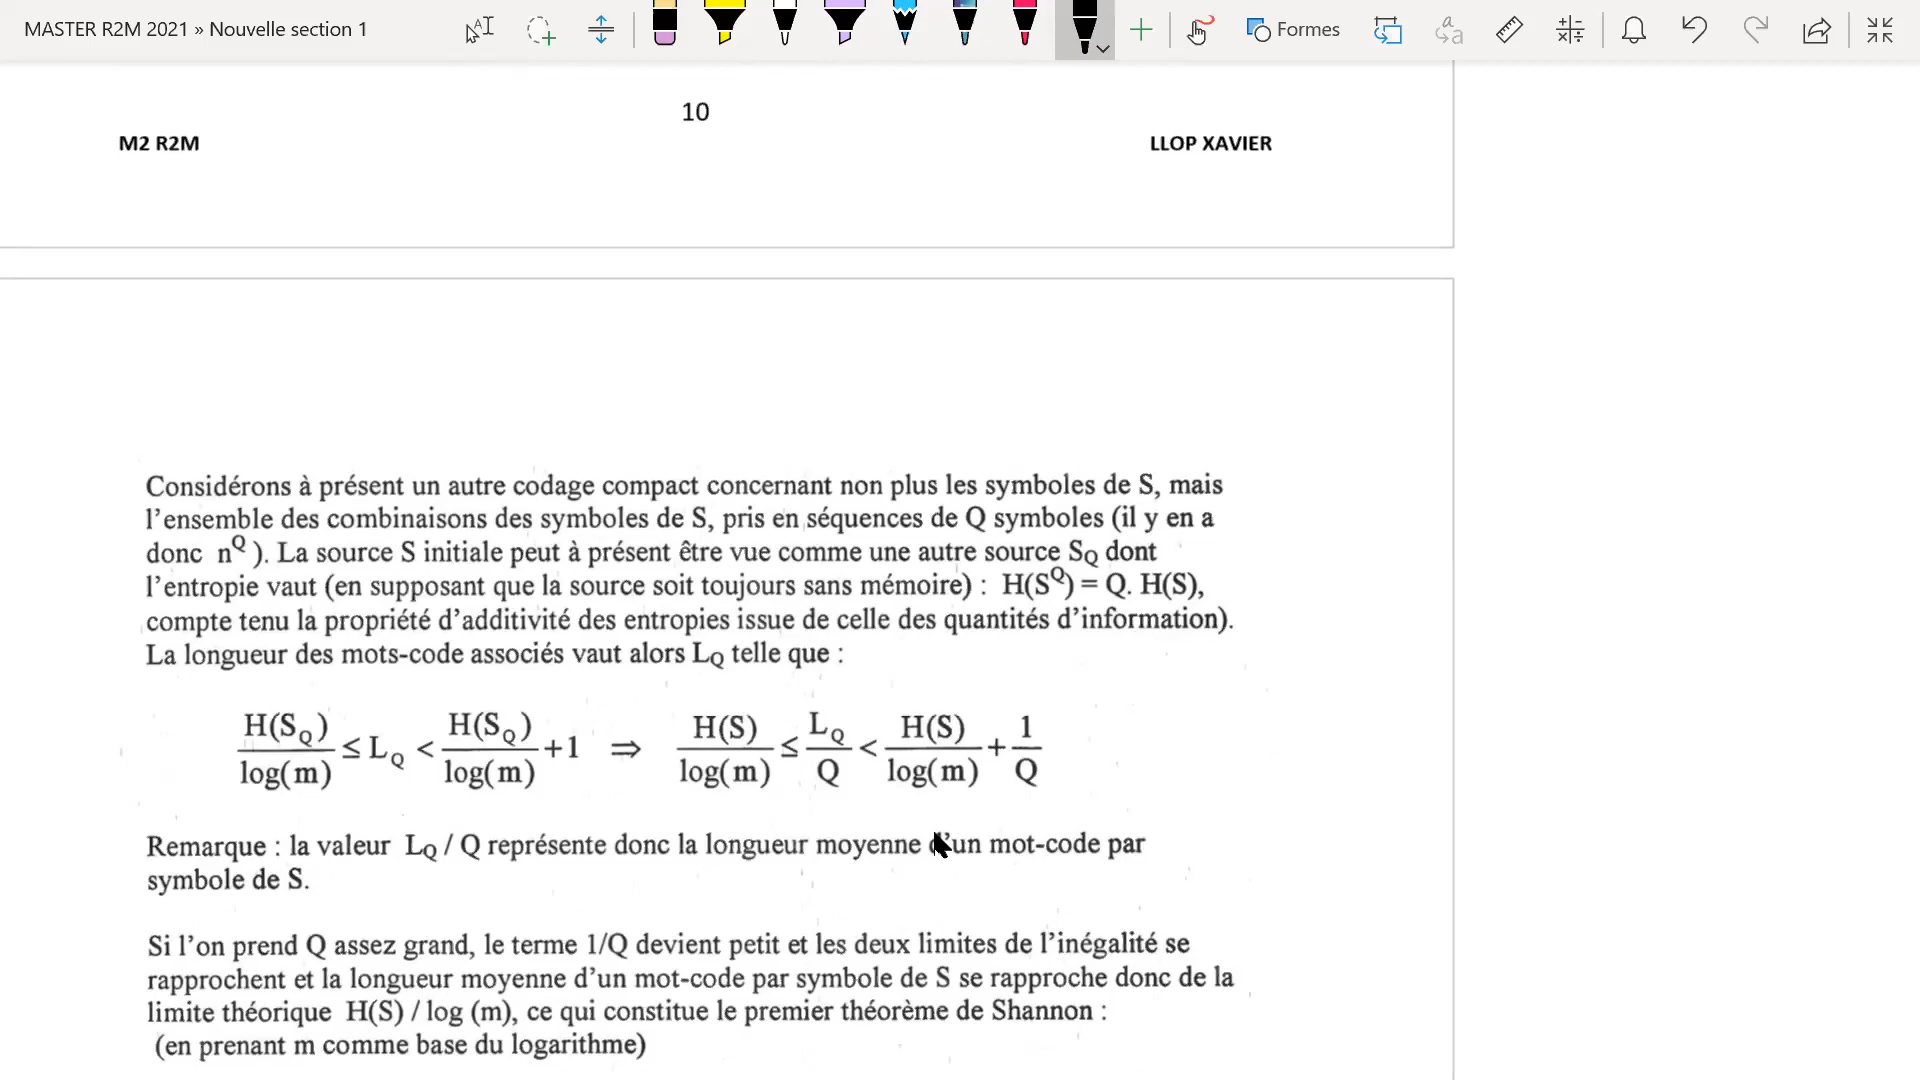 MASTER R2M 2021 » Nouvelle section 1
Formes
10
M2 R2M
LLOP XAVIER
Considérons à présent un autre codage compact concernant non plus les symboles de S, mais
l'ensemble des combinaisons des symboles de S, pris en séquences de Q symboles (il y en a
donc n^Q ). La source S initiale peut à présent être vue comme une autre source S_Q dont
l'entropie vaut (en supposant que la source soit toujours sans mémoire) : H(S^Q) = Q. H(S),
compte tenu la propriété d'additivité des entropies issue de celle des quantités d'information).
La longueur des mots-code associés vaut alors L_Q telle que :
H(S_Q)/log(m) ≤ L_Q < H(S_Q)/log(m) +1 ⇒ H(S)/log(m) ≤ L_Q/Q < H(S)/log(m) + 1/Q
Remarque : la valeur L_Q / Q représente donc la longueur moyenne d'un mot-code par
symbole de S.
Si l'on prend Q assez grand, le terme 1/Q devient petit et les deux limites de l'inégalité se
rapprochent et la longueur moyenne d'un mot-code par symbole de S se rapproche donc de la
limite théorique H(S) / log (m), ce qui constitue le premier théorème de Shannon :
(en prenant m comme base du logarithme)